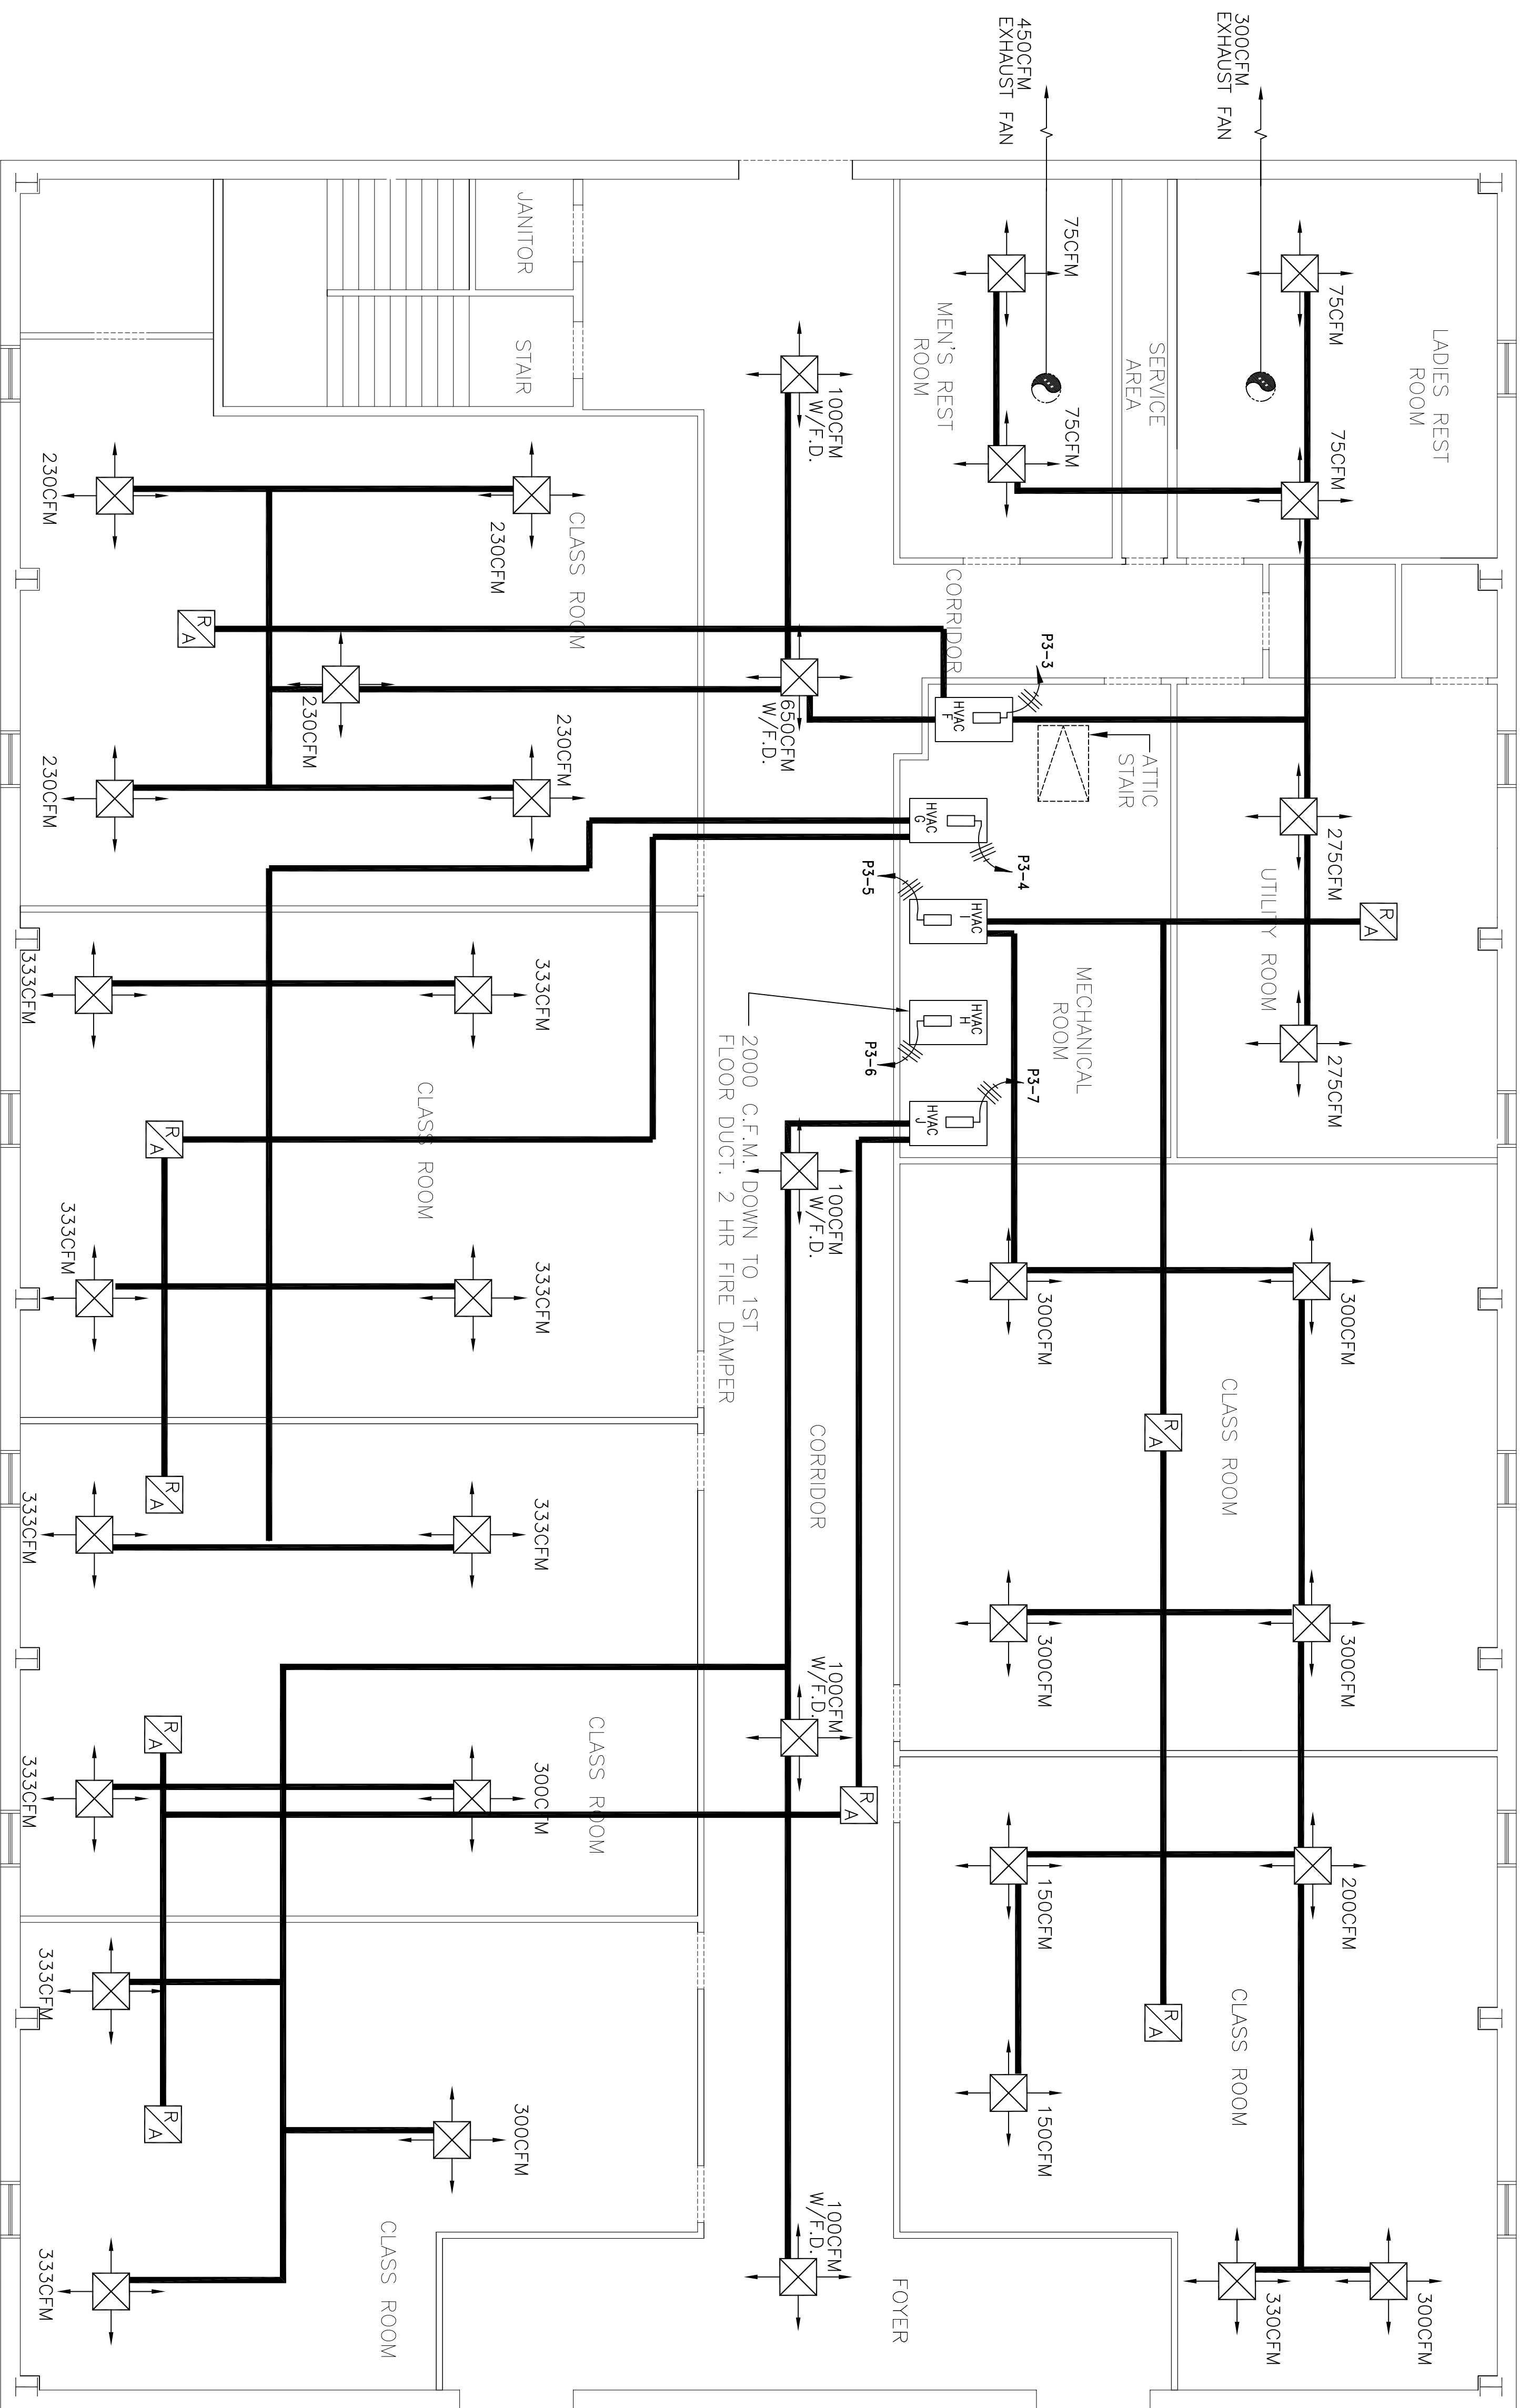 300CFM
EXHAUST FAN
450CFM
EXHAUST FAN
LADIES REST
ROOM
75CFM
75CFM
SERVICE
AREA
MEN'S REST
ROOM
75CFM
75CFM
CORRIDOR
R
A
275CFM
275CFM
UTILITY ROOM
ATTIC
STAIR
MECHANICAL
ROOM
P3-3
HVAC
F
P3-4
HVAC
G
P3-5
HVAC
I
P3-6
HVAC
H
P3-7
HVAC
J
300CFM
300CFM
CLASS ROOM
R
A
300CFM
300CFM
200CFM
CLASS ROOM
R
A
150CFM
150CFM
300CFM
330CFM
FOYER
100CFM
W/F.D.
650CFM
W/F.D.
100CFM
W/F.D.
CORRIDOR
100CFM
W/F.D.
R
A
100CFM
W/F.D.
2000 C.F.M. DOWN TO 1ST
FLOOR DUCT. 2 HR FIRE DAMPER
JANITOR
STAIR
CLASS ROOM
230CFM
230CFM
230CFM
R
A
230CFM
230CFM
333CFM
333CFM
CLASS ROOM
R
A
333CFM
333CFM
333CFM
R
A
333CFM
CLASS ROOM
300CFM
R
A
333CFM
300CFM
CLASS ROOM
R
A
333CFM
333CFM